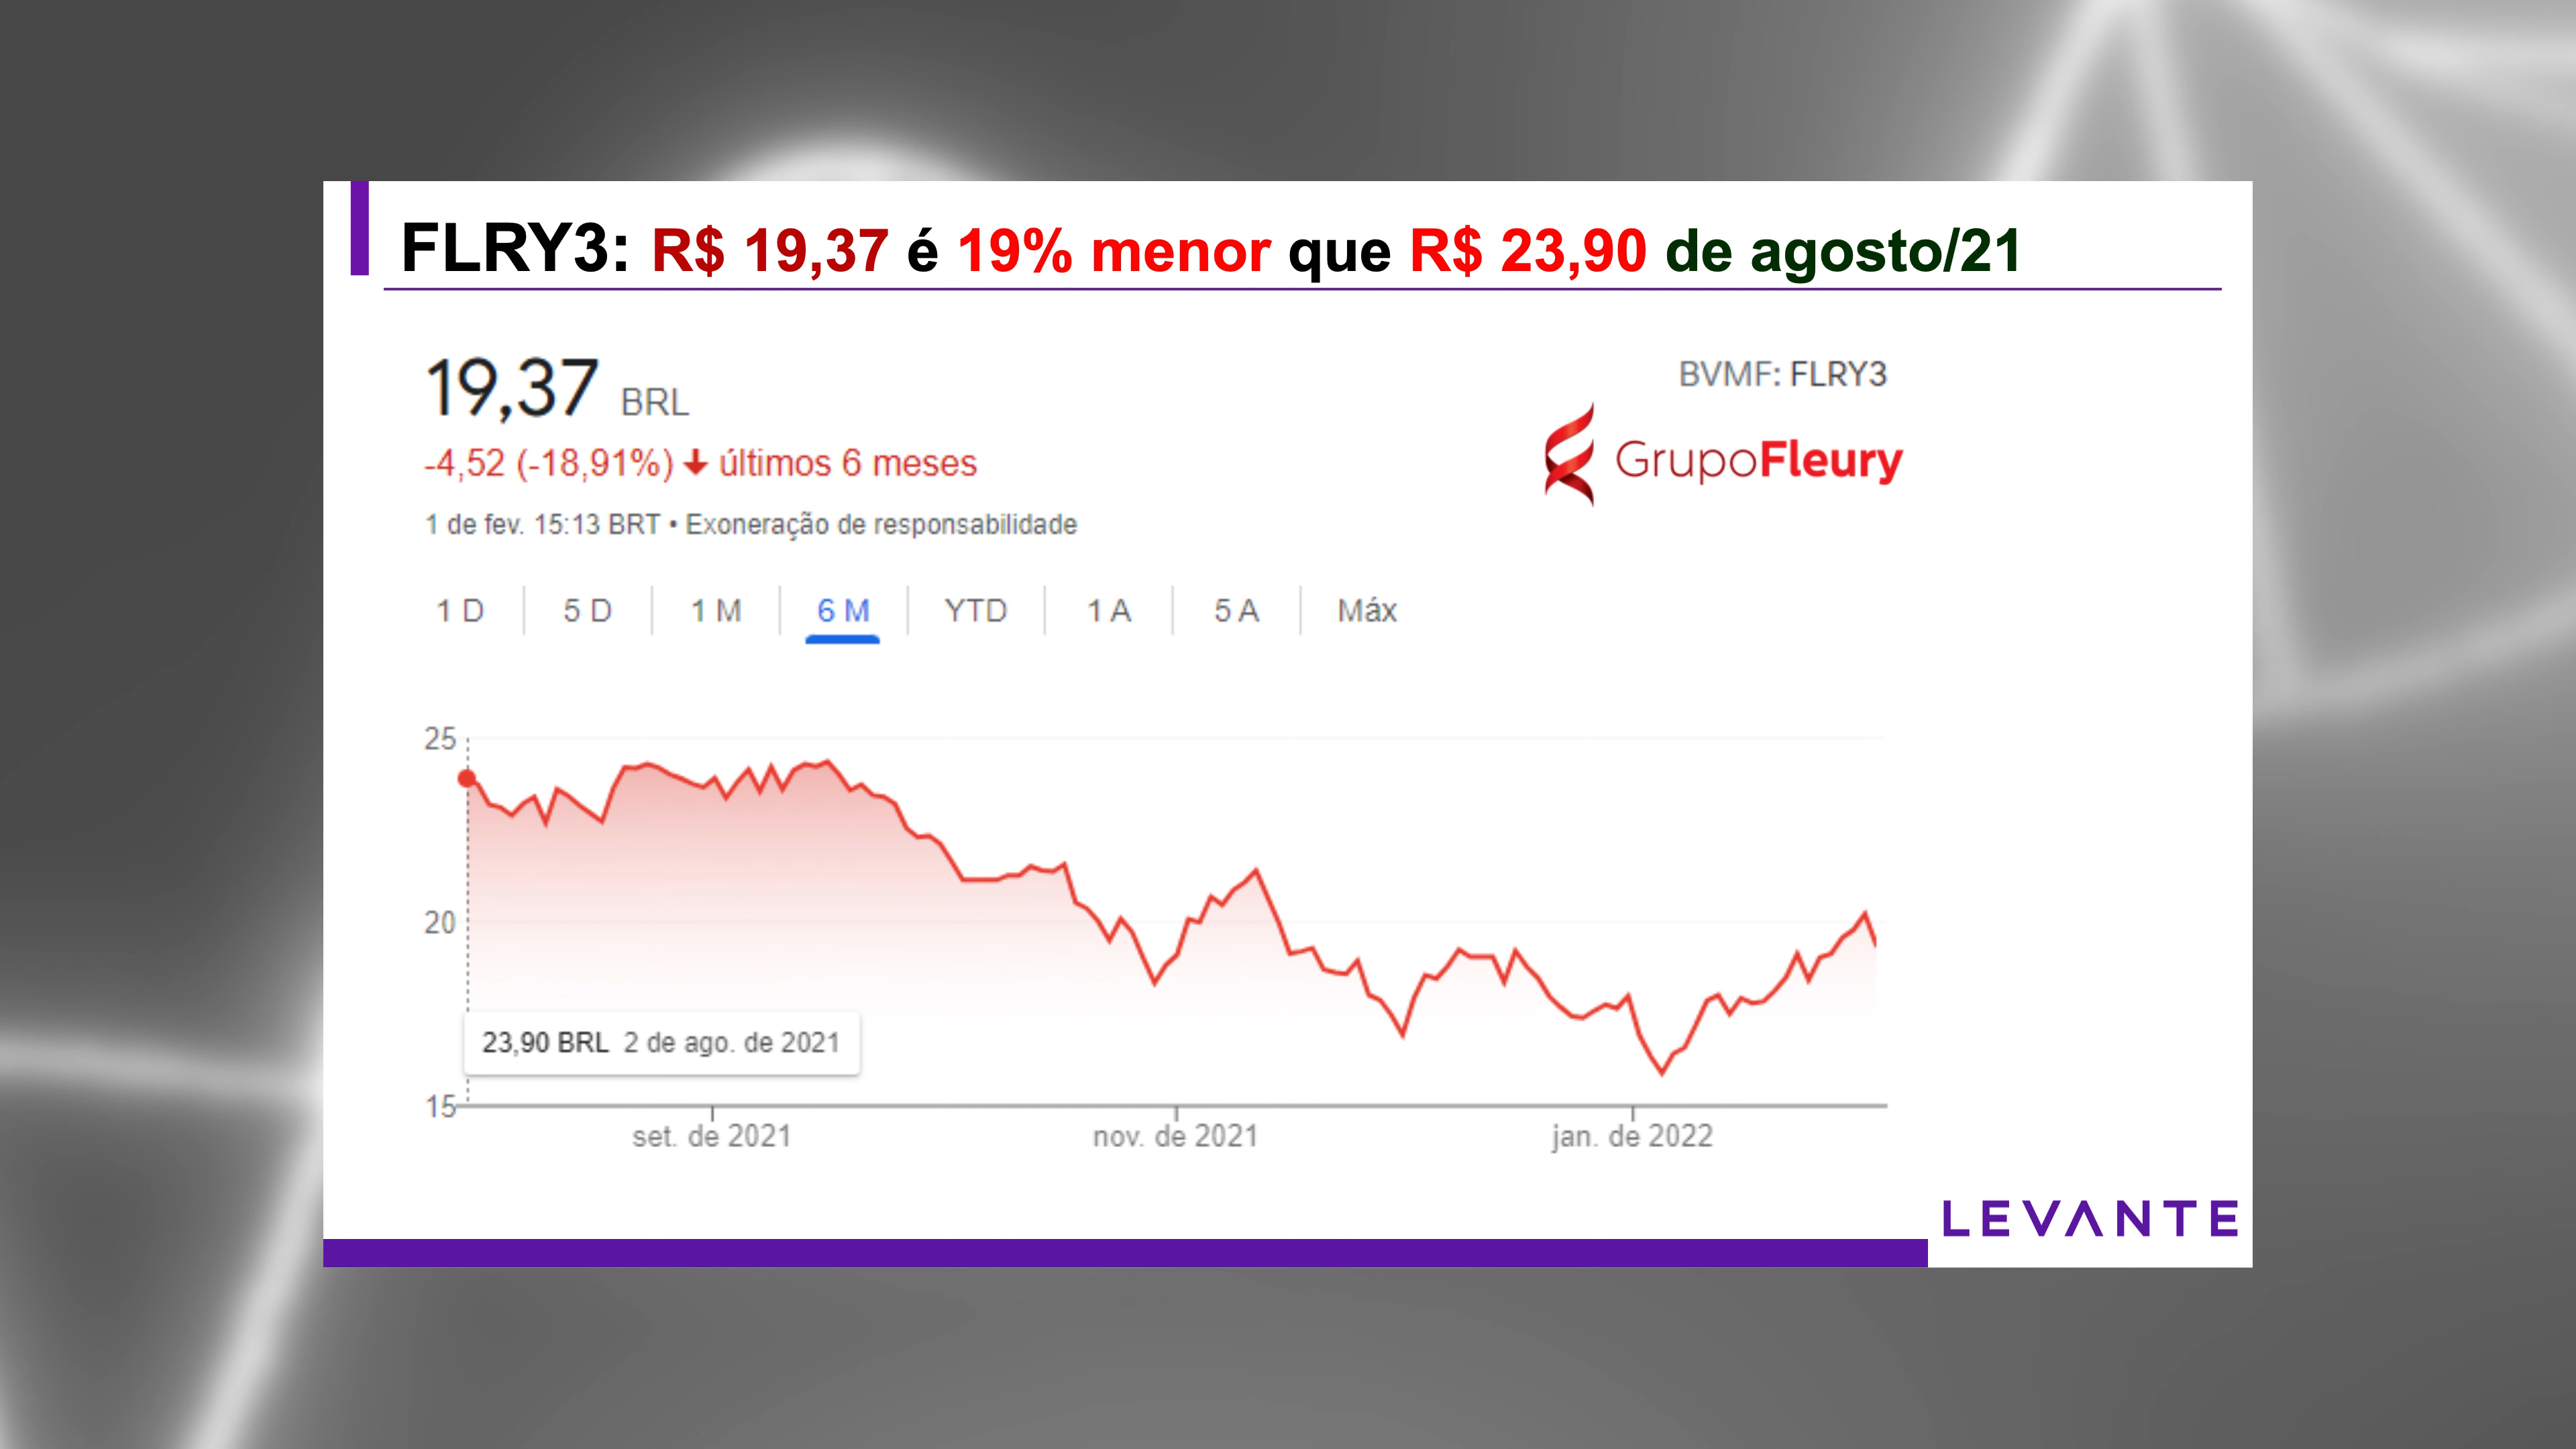 FLRY3: R$ 19,37 é 19% menor que R$ 23,90 de agosto/21
19,37 BRL
BVMF: FLRY3
GrupoFleury
-4,52 (-18,91%) últimos 6 meses
1 de fev. 15:13 BRT • Exoneração de responsabilidade
1 D 5 D 1 M 6 M YTD 1 A 5 A Máx
25
20
23,90 BRL 2 de ago. de 2021
15
set. de 2021 nov. de 2021 jan. de 2022
LEVANTE